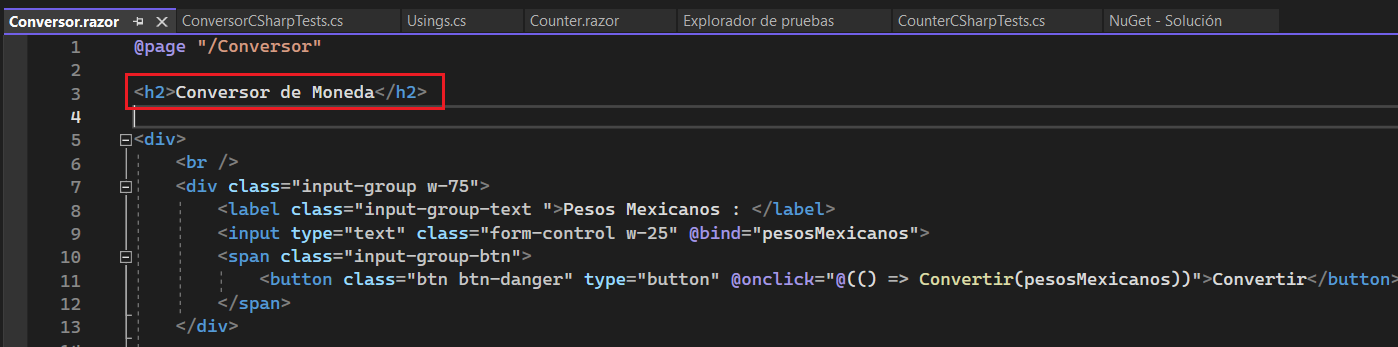 Conversor.razor ConversorCSharpTests.cs Usings.cs Counter.razor Explorador de pruebas CounterCSharpTests.cs NuGet - Solución
1 @page "/Conversor"
2
3 <h2>Conversor de Moneda</h2>
4
5 <div>
6 <br />
7 <div class="input-group w-75">
8 <label class="input-group-text ">Pesos Mexicanos : </label>
9 <input type="text" class="form-control w-25" @bind="pesosMexicanos">
10 <span class="input-group-btn">
11 <button class="btn btn-danger" type="button" @onclick="@(() => Convertir(pesosMexicanos))">Convertir</button>
12 </span>
13 </div>